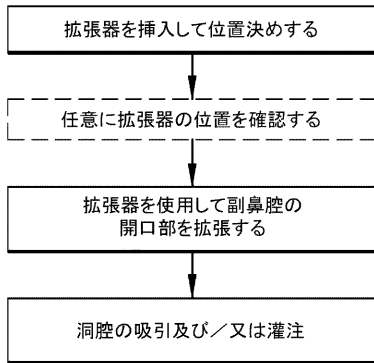 拡張器を挿入して位置決めする
任意に拡張器の位置を確認する
拡張器を使用して副鼻腔の
開口部を拡張する
洞腔の吸引及び／又は灌注